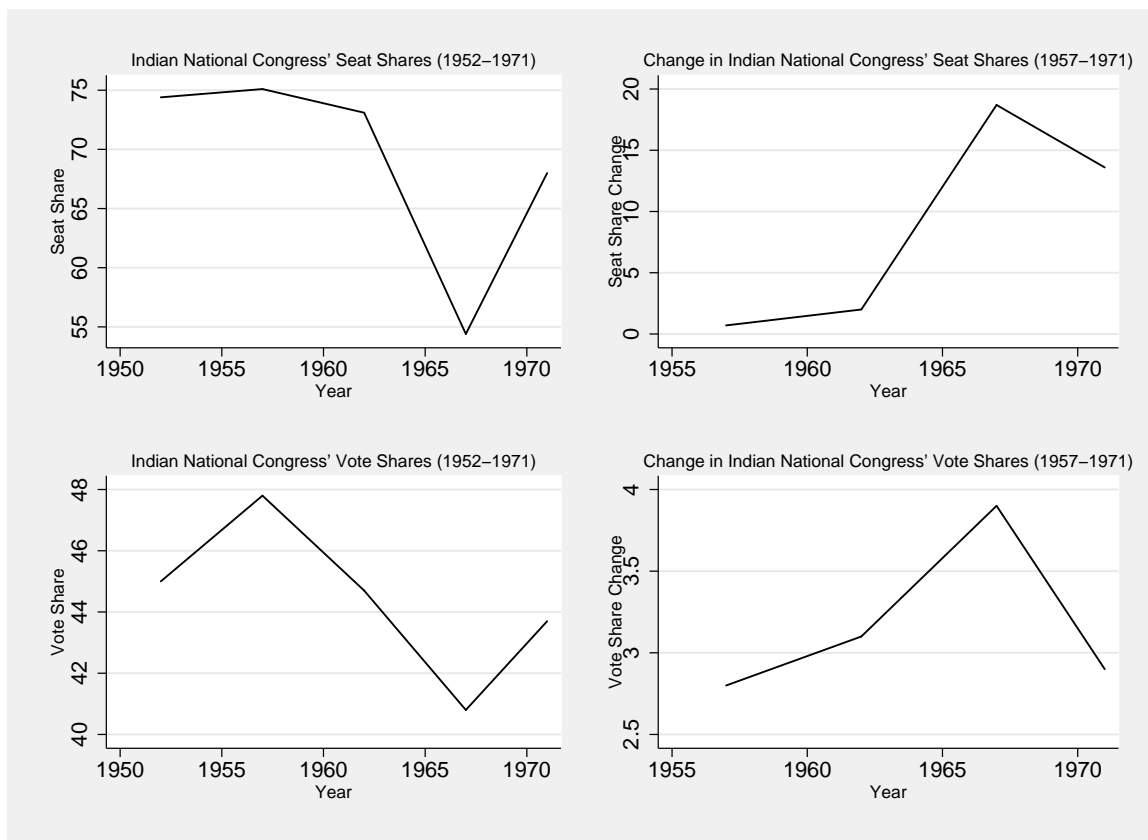 Indian National Congress’ Seat Shares (1952−1971)
Seat Share
75
70
65
60
55
1950 1955 1960 1965 1970
Year
Change in Indian National Congress’ Seat Shares (1957−1971)
Seat Share Change
20
15
10
5
0
1955 1960 1965 1970
Year
Indian National Congress’ Vote Shares (1952−1971)
Vote Share
48
46
44
42
40
1950 1955 1960 1965 1970
Year
Change in Indian National Congress’ Vote Shares (1957−1971)
Vote Share Change
4
3.5
3
2.5
1955 1960 1965 1970
Year